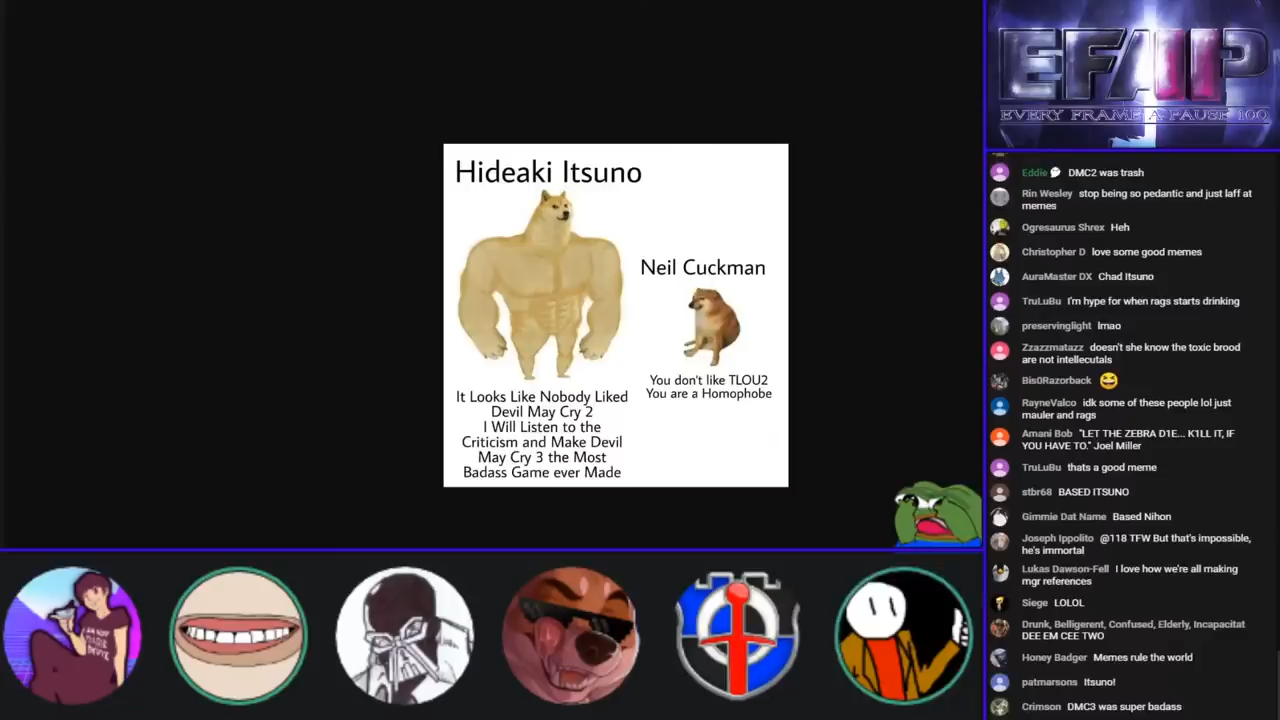 Hideaki Itsuno
Neil Cuckman
It Looks Like Nobody Liked
Devil May Cry 2
I Will Listen to the
Criticism and Make Devil
May Cry 3 the Most
Badass Game ever Made
You don't like TLOU2
You are a Homophobe
EFAP
EVERY FRAME A PAUSE 100
Eddie DMC2 was trash
Rin Wesley stop being so pedantic and just laff at
memes
Ogresaurus Shrex Heh
Christopher D love some good memes
AuraMaster DX Chad Itsuno
TruLuBu I'm hype for when rags starts drinking
preservinglight lmao
Zzazzmatazz doesn't she know the toxic brood
are not intellecutals
Bis0Razorback
RayneValco idk some of these people lol just
mauler and rags
Amani Bob "LET THE ZEBRA D1E... K1LL IT, IF
YOU HAVE TO." Joel Miller
TruLuBu thats a good meme
stbr68 BASED ITSUNO
Gimmie Dat Name Based Nihon
Joseph Ippolito @118 TFW But that's impossible,
he's immortal
Lukas Dawson-Fell I love how we're all making
mgr references
Siege LOLOL
Drunk, Belligerent, Confused, Elderly, Incapacitat
DEE EM CEE TWO
Honey Badger Memes rule the world
patmarsons Itsuno!
Crimson DMC3 was super badass